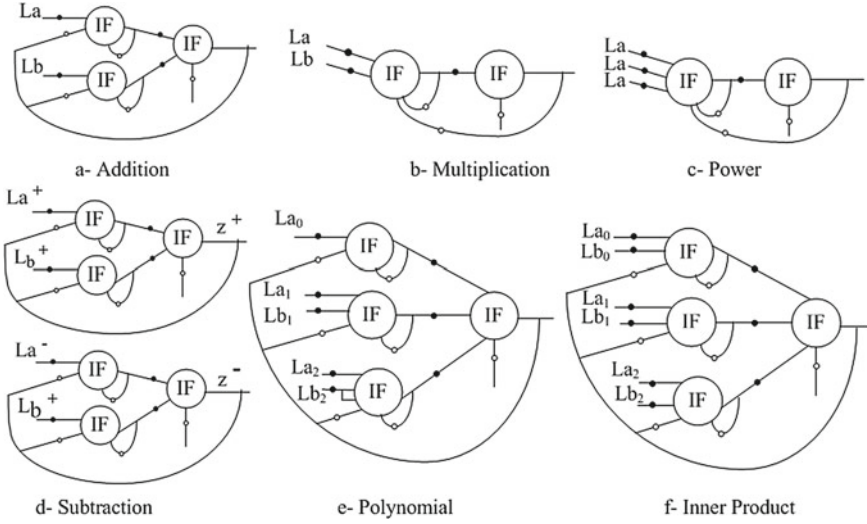 La
IF
IF
Lb
IF
a- Addition
La
Lb
IF
IF
b- Multiplication
La
La
La
IF
IF
c- Power
La +
IF
IF
z +
Lb +
IF
La -
IF
IF
z -
Lb +
IF
d- Subtraction
La0
IF
La1
Lb1
IF
IF
La2
Lb2
IF
e- Polynomial
La0
Lb0
IF
La1
Lb1
IF
IF
La2
Lb2
IF
f- Inner Product